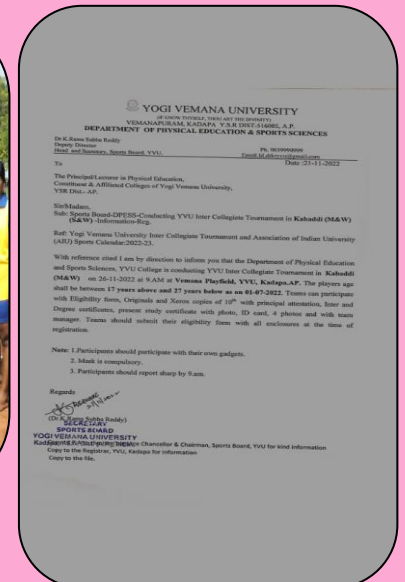 YOGI VEMANA UNIVERSITY
VEMANAPURAM, KADAPA Y.S.R DIST-516005, A.P.
DEPARTMENT OF PHYSICAL EDUCATION & SPORTS SCIENCES
Dr K.Rama Subba Reddy
Deputy Director
Head and Secretary, Sports Board, YVU.
Date :21-11-2022
To
The Principal/Lecturer in Physical Education,
Constituent & Affiliated Colleges of Yogi Vemana University,
YSR Dist.- AP.
Sir/Madam,
Sub: Sports Board-DPESS-Conducting YVU Inter Collegiate Tournament in Kabaddi (M&W)
(S&W) -Information-Reg.
Ref: Yogi Vemana University Inter Collegiate Tournament and Association of Indian University
(AIU) Sports Calendar:2022-23.
With reference cited I am by direction to inform you that the Department of Physical Education
and Sports Sciences, YVU College is conducting YVU Inter Collegiate Tournament in Kabaddi
(M&W) on 26-11-2022 at 9.AM at Vemana Playfield, YVU, Kadapa.AP. The players age
shall be between 17 years above and 27 years below as on 01-07-2022. Teams can participate
with Eligibility form, Originals and Xerox copies of 10th with principal attestation, Inter and
Degree certificates, present study certificate with photo, ID card, 4 photos and with team
manager. Teams should submit their eligibility form with all enclosures at the time of
registration.
Note: 1.Participants should participate with their own gadgets.
2. Mask is compulsory.
3. Participants should report sharp by 9.am.
Regards
(Dr.K.Rama Subba Reddy)
SECRETARY
SPORTS BOARD
YOGI VEMANA UNIVERSITY
Vice Chancellor & Chairman, Sports Board, YVU for kind information
Copy to the Registrar, YVU, Kadapa for information
Copy to the file.